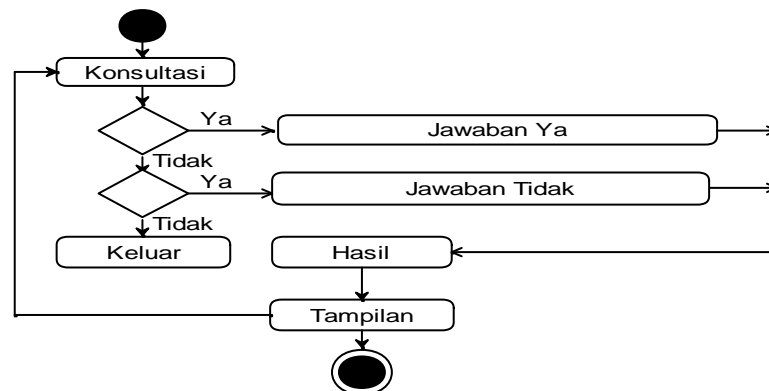 Konsultasi
Ya
Jawaban Ya
Tidak
Ya
Jawaban Tidak
Tidak
Keluar
Hasil
Tampilan